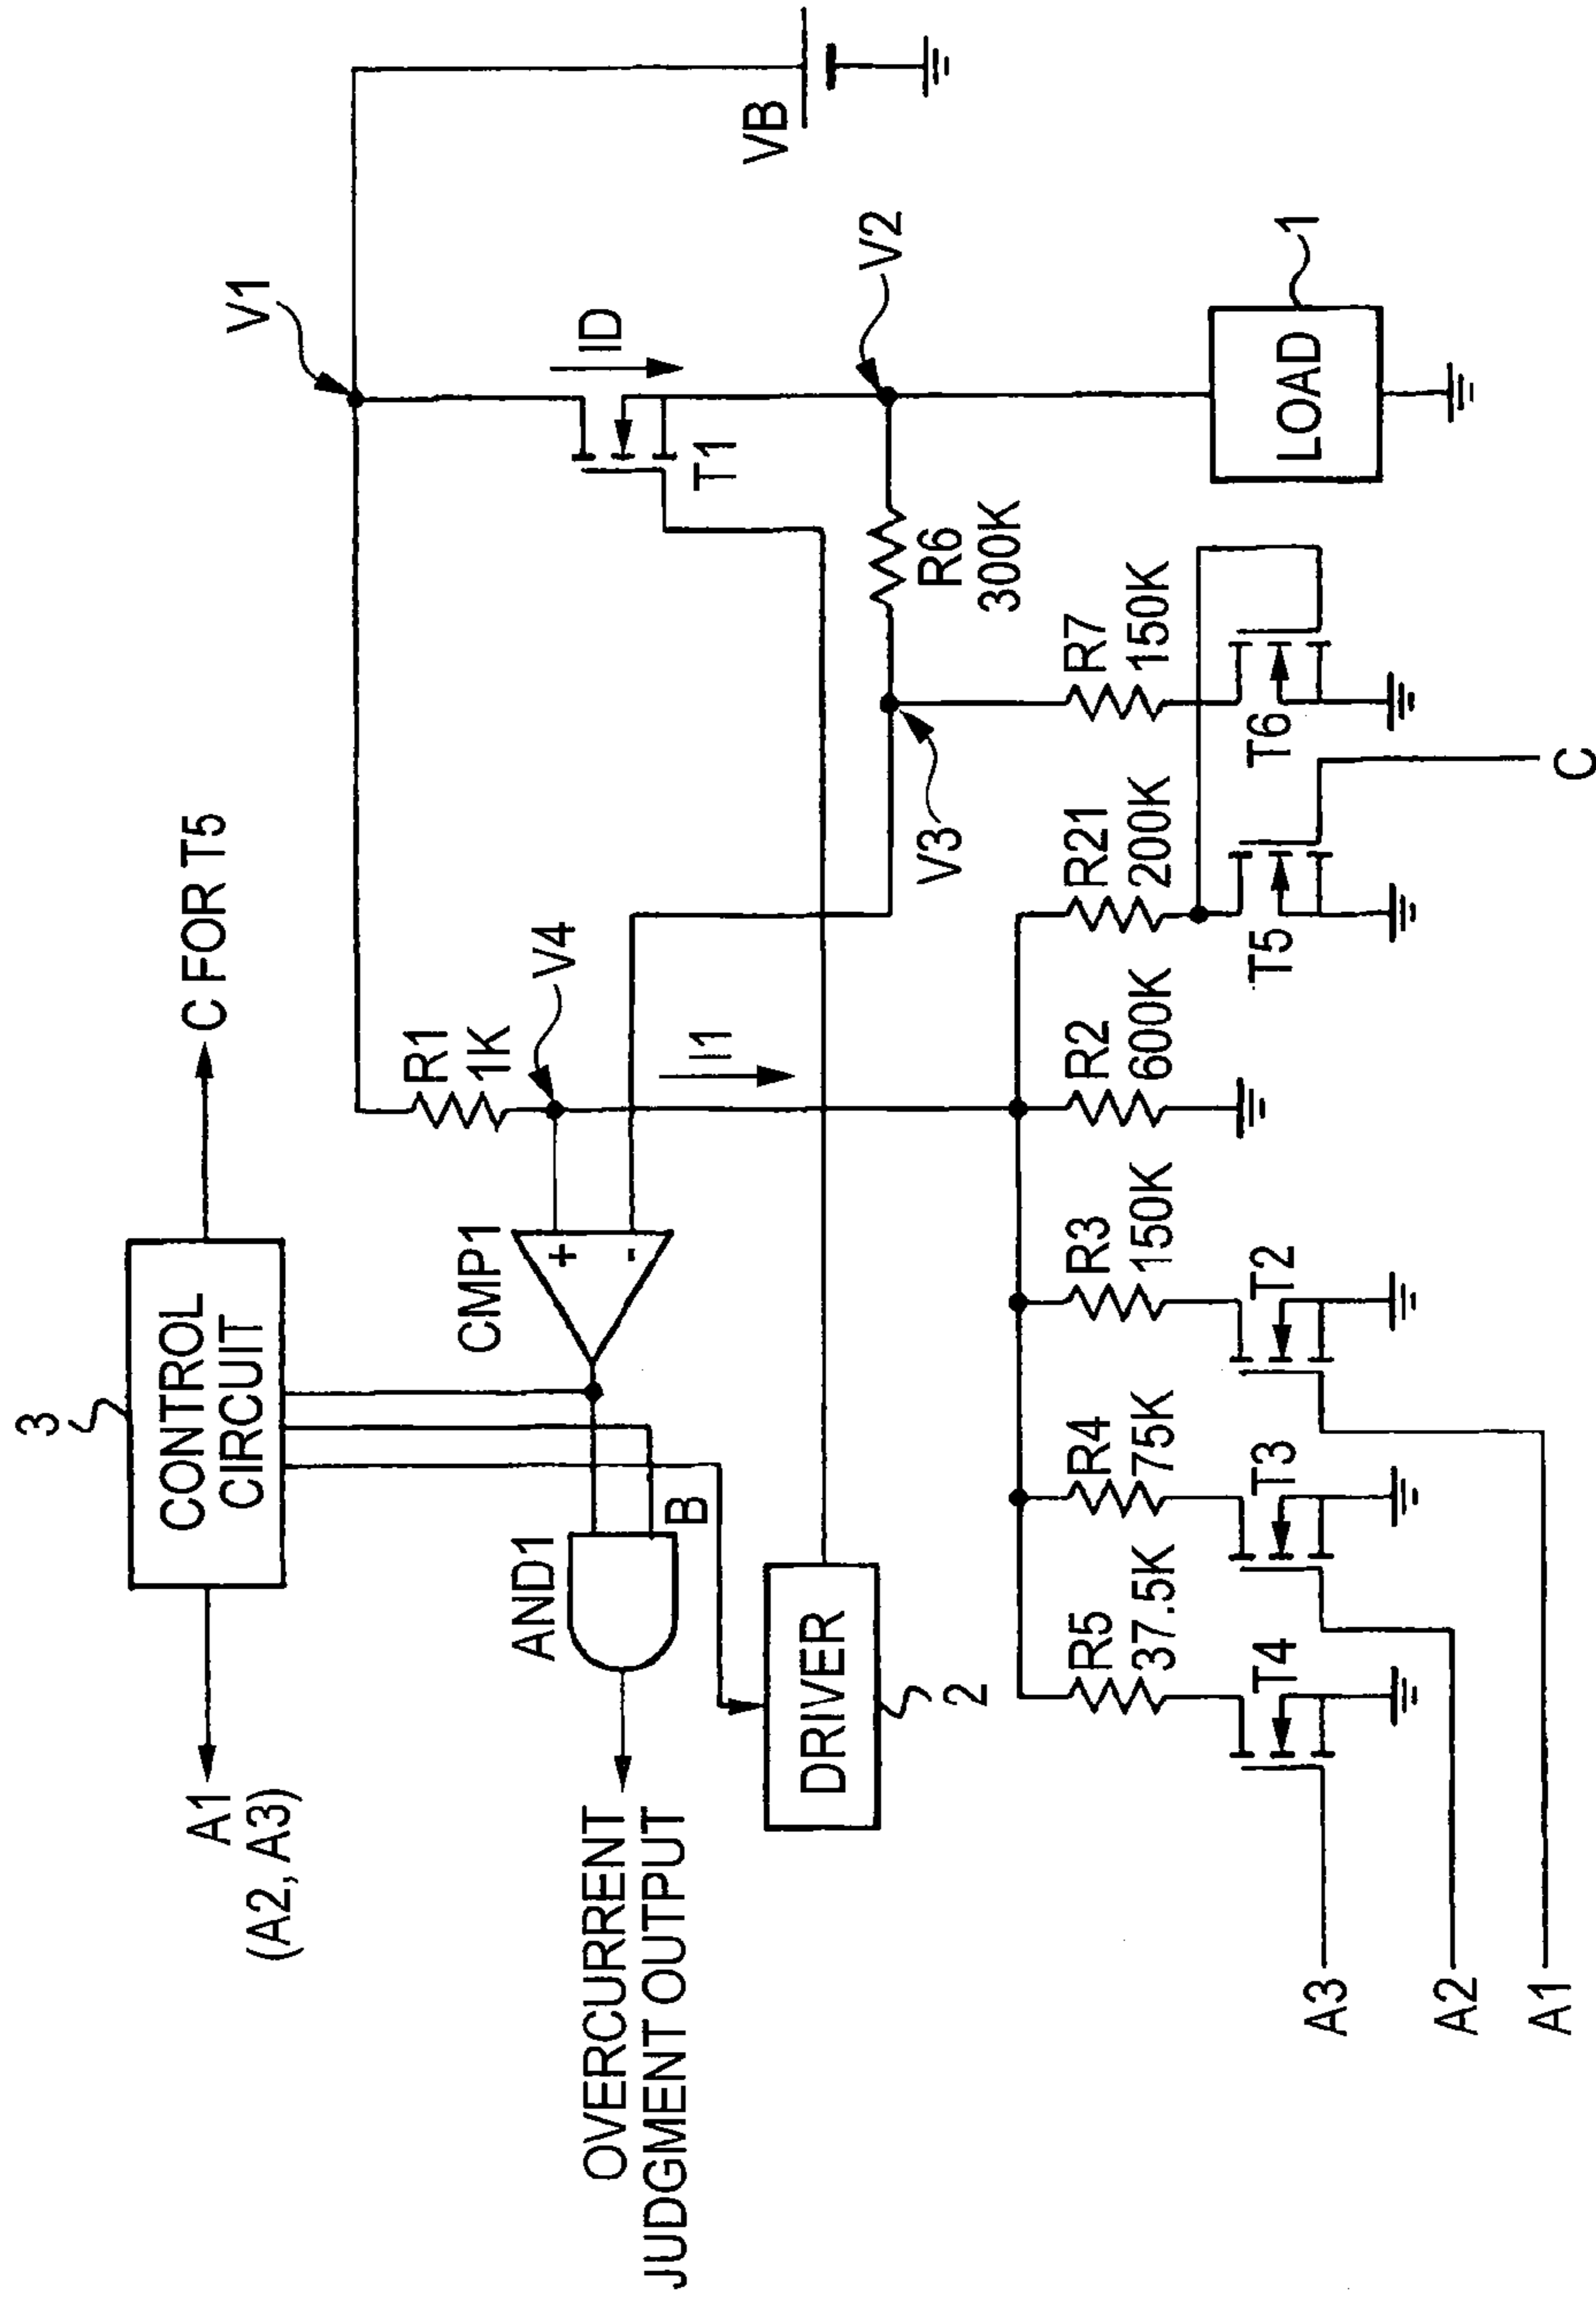 3
CONTROL
CIRCUIT
C FOR T5
A1
(A2, A3)
V1
VB
R1
1K
V4
I1
ID
T1
V2
CMP1
+
-
AND1
B
OVERCURRENT
JUDGMENT OUTPUT
DRIVER
2
R6
300K
V3
LOAD
1
R5
37.5K
R4
75K
R3
150K
R2
600K
R21
200K
R7
150K
T4
T3
T2
T5
T6
A3
A2
A1
C